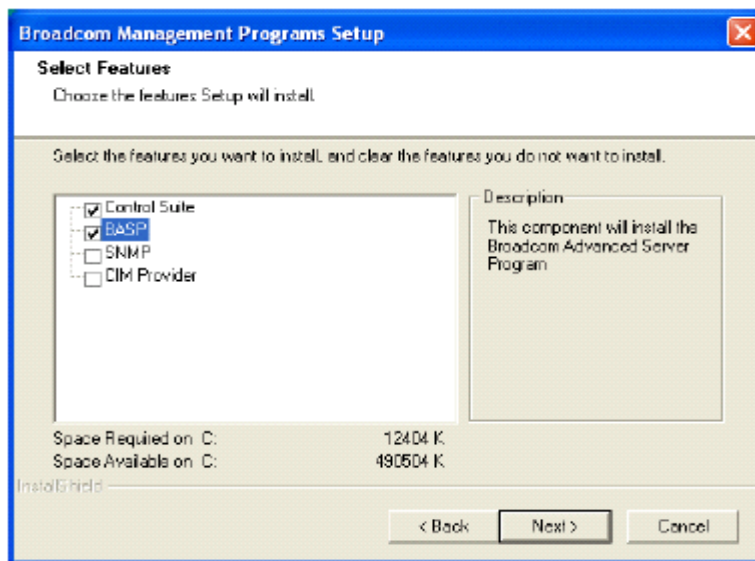 Broadcom Management Programs Setup
Select Features
Choose the features Setup will install.
Select the features you want to install, and clear the features you do not want to install.
Control Suite
BASP
SNMP
CIM Provider
Description
This component will install the
Broadcom Advanced Server
Program
Space Required on C: 12404 K
Space Available on C: 490504 K
InstallShield
< Back Next > Cancel